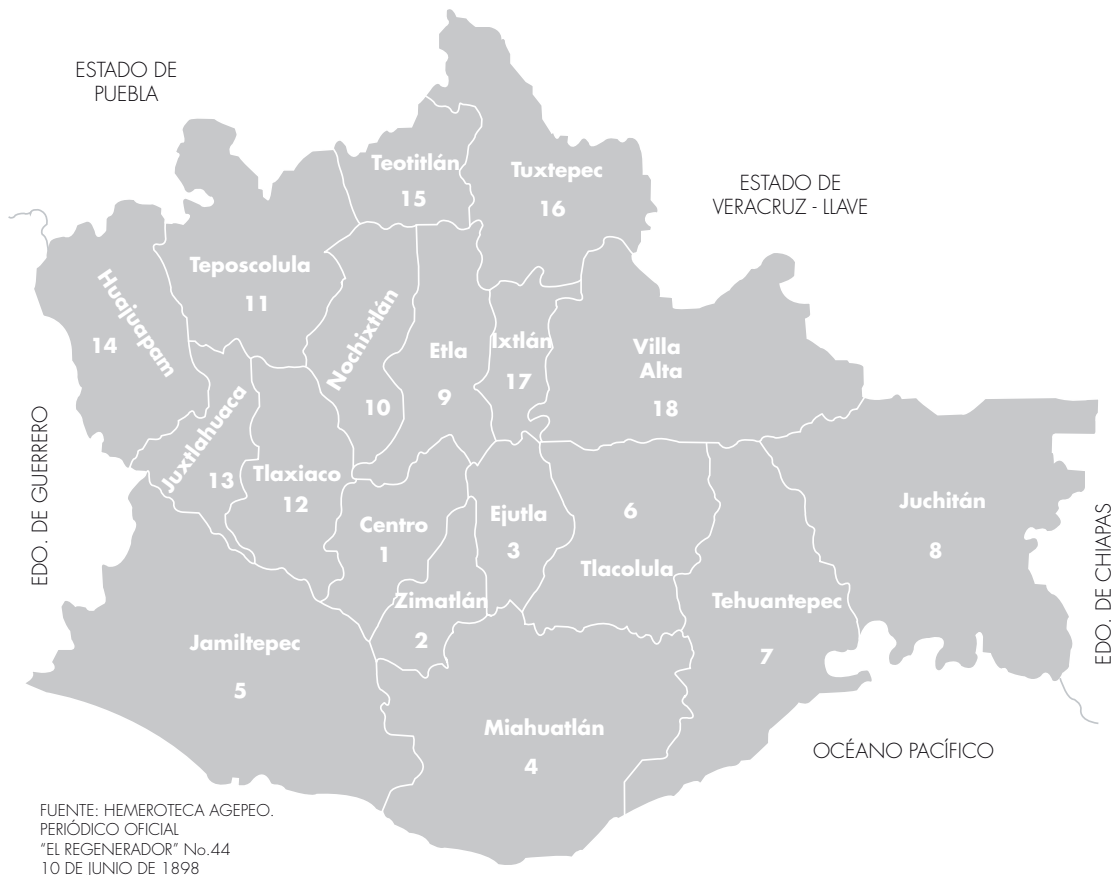 ESTADO DE
PUEBLA
Teotitlán
15
Tuxtepec
16
ESTADO DE
VERACRUZ - LLAVE
Teposcolula
11
Huajuapam
14
Nochixtlán
10
Etla
9
Ixtlán
17
Villa
Alta
18
EDO. DE GUERRERO
Juxtlahuaca
13
Tlaxiaco
12
Centro
1
Ejutla
3
6
Tlacolula
Juchitán
8
EDO. DE CHIAPAS
Zimatlán
2
Tehuantepec
7
Jamiltepec
5
Miahuatlán
4
OCÉANO PACÍFICO
FUENTE: HEMEROTECA AGEPEO.
PERIÓDICO OFICIAL
"EL REGENERADOR" No.44
10 DE JUNIO DE 1898